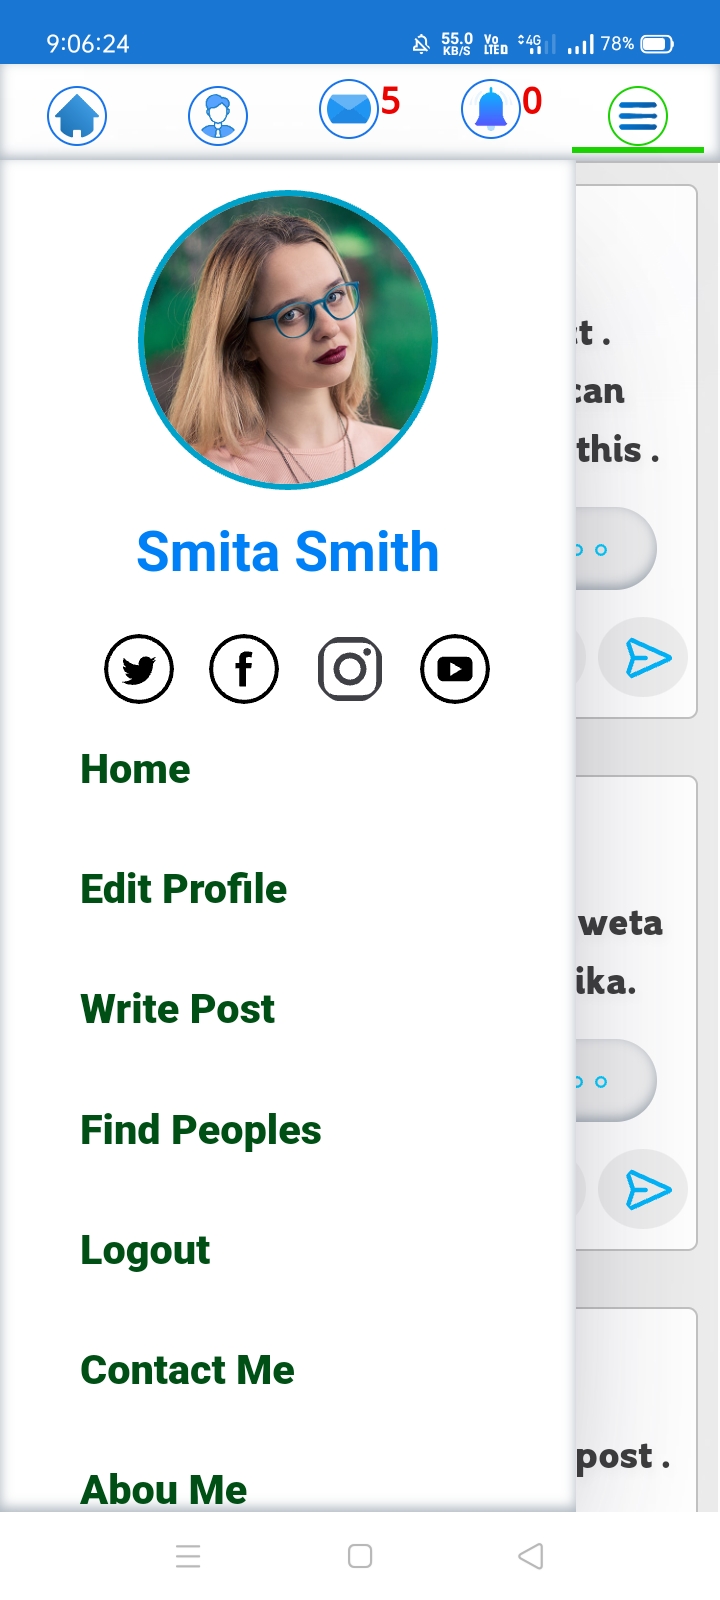 9:06:24 55.0 KB/S Vo LTED 4G 78%
5 0
Smita Smith
t .
can
this .
Home
Edit Profile
weta
Write Post
ika.
Find Peoples
Logout
Contact Me
post .
Abou Me